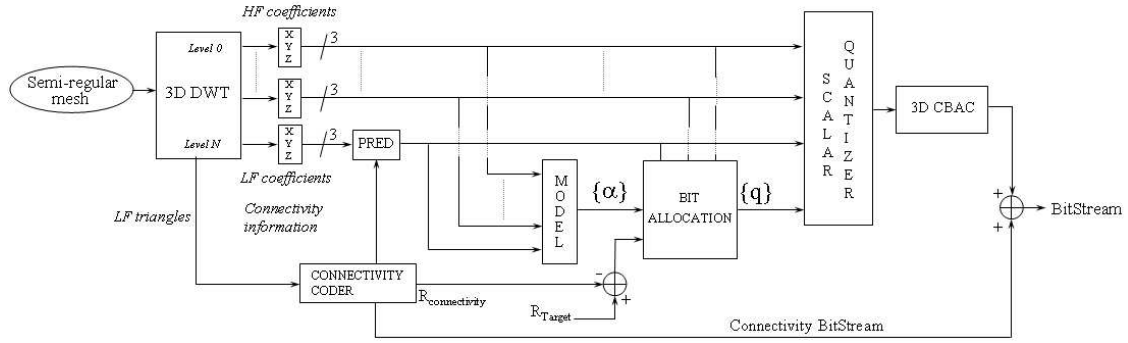 HF coefficients
Semi-regular
mesh
3D DWT
Level 0
Level N
X
Y
Z
3
X
Y
Z
3
X
Y
Z
3
PRED
LF coefficients
LF triangles
Connectivity
information
CONNECTIVITY
CODER
R connectivity
R Target
MODEL
{α}
BIT
ALLOCATION
{q}
-
+
SCALAR
QUANTIZER
3D CBAC
+
+
BitStream
Connectivity BitStream